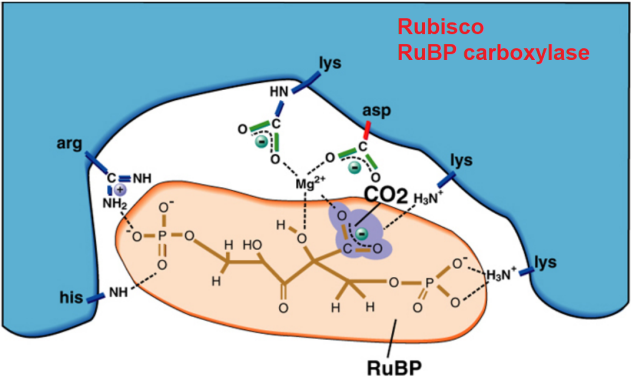 Rubisco
RuBP carboxylase
lys
HN
asp
C
O
O
-
O
C
O
-
arg
lys
C
NH
+
NH2
Mg2+
CO2
H3N+
O-
-O
P
O
O
H
HO
H
O
H
O
C
O
-
O
H
H
O
P
O-
O
O
H3N+
lys
his
NH
RuBP